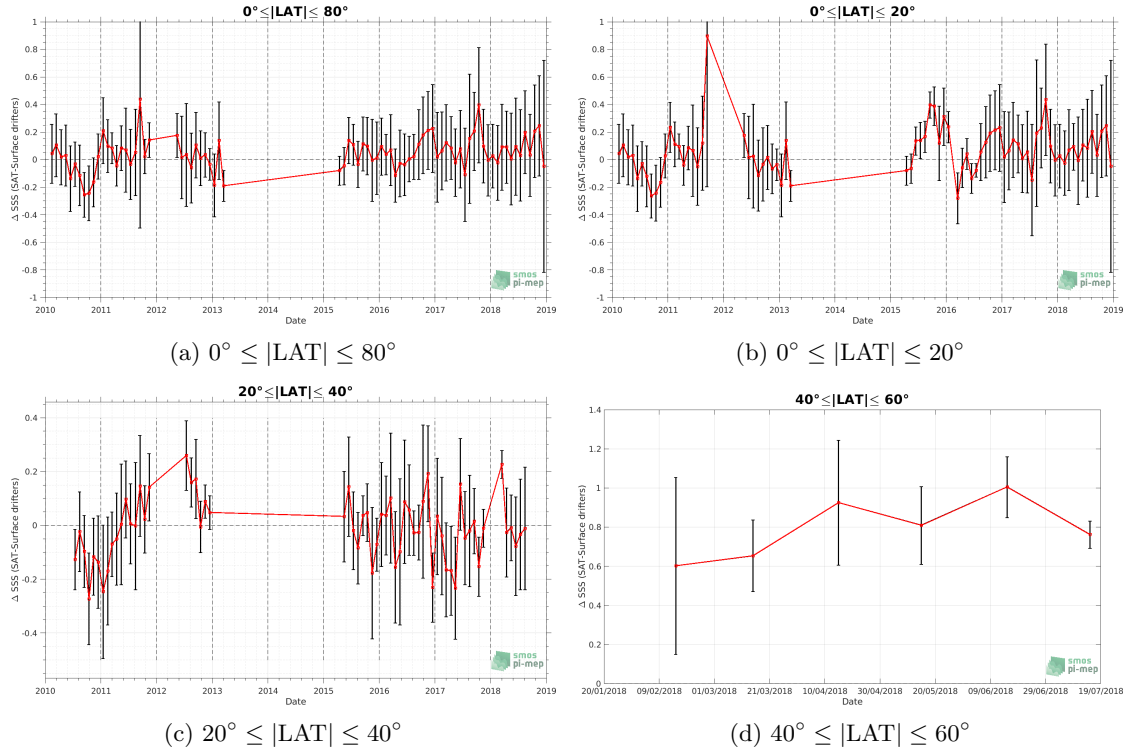 0°≤|LAT|≤ 80°
Δ SSS (SAT-Surface drifters)
1
0.8
0.6
0.4
0.2
0
-0.2
-0.4
-0.6
-0.8
-1
2010 2011 2012 2013 2014 2015 2016 2017 2018 2019
Date
smos
pi-mep
(a) 0° ≤ |LAT| ≤ 80°
0°≤|LAT|≤ 20°
Δ SSS (SAT-Surface drifters)
1
0.8
0.6
0.4
0.2
0
-0.2
-0.4
-0.6
-0.8
-1
2010 2011 2012 2013 2014 2015 2016 2017 2018 2019
Date
smos
pi-mep
(b) 0° ≤ |LAT| ≤ 20°
20°≤|LAT|≤ 40°
Δ SSS (SAT-Surface drifters)
0.4
0.2
0
-0.2
-0.4
2010 2011 2012 2013 2014 2015 2016 2017 2018 2019
Date
smos
pi-mep
(c) 20° ≤ |LAT| ≤ 40°
40°≤|LAT|≤ 60°
Δ SSS (SAT-Surface drifters)
1.4
1.2
1
0.8
0.6
0.4
0.2
0
20/01/2018 09/02/2018 01/03/2018 21/03/2018 10/04/2018 30/04/2018 20/05/2018 09/06/2018 29/06/2018 19/07/2018
Date
smos
pi-mep
(d) 40° ≤ |LAT| ≤ 60°